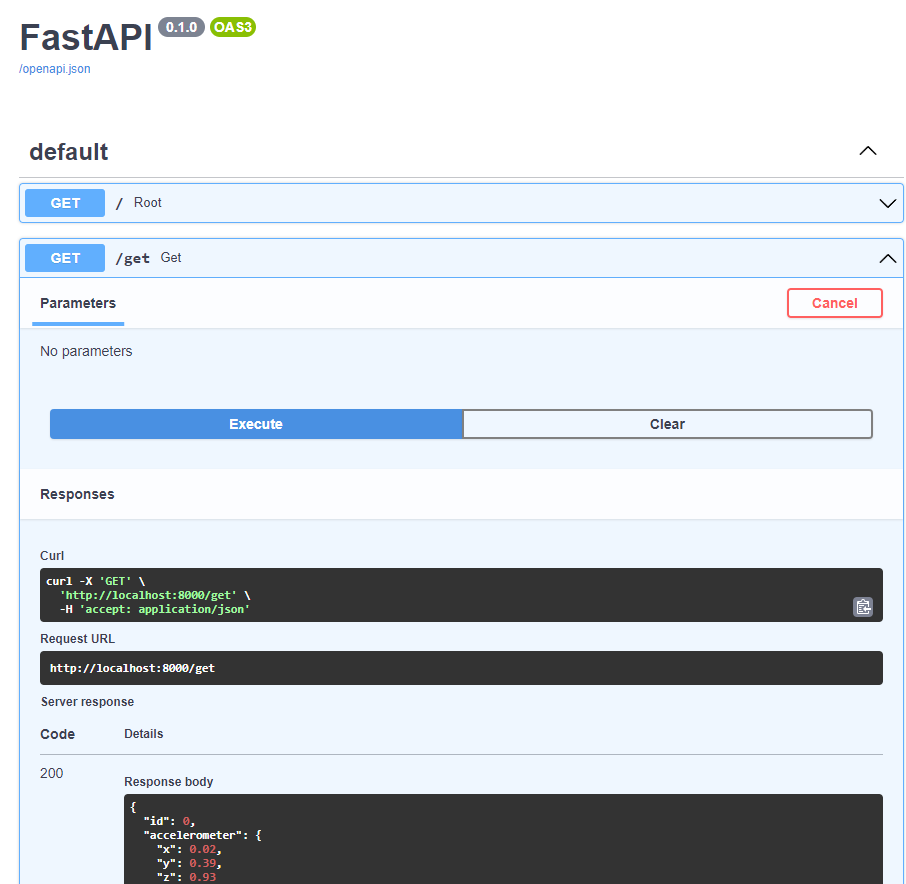 FastAPI 0.1.0 OAS3
/openapi.json
default
GET / Root
GET /get Get
Parameters Cancel
No parameters
Execute Clear
Responses
Curl
curl -X 'GET' \
  'http://localhost:8000/get' \
  -H 'accept: application/json'
Request URL
http://localhost:8000/get
Server response
Code Details
200
Response body
{
  "id": 0,
  "accelerometer": {
    "x": 0.02,
    "y": 0.39,
    "z": 0.93